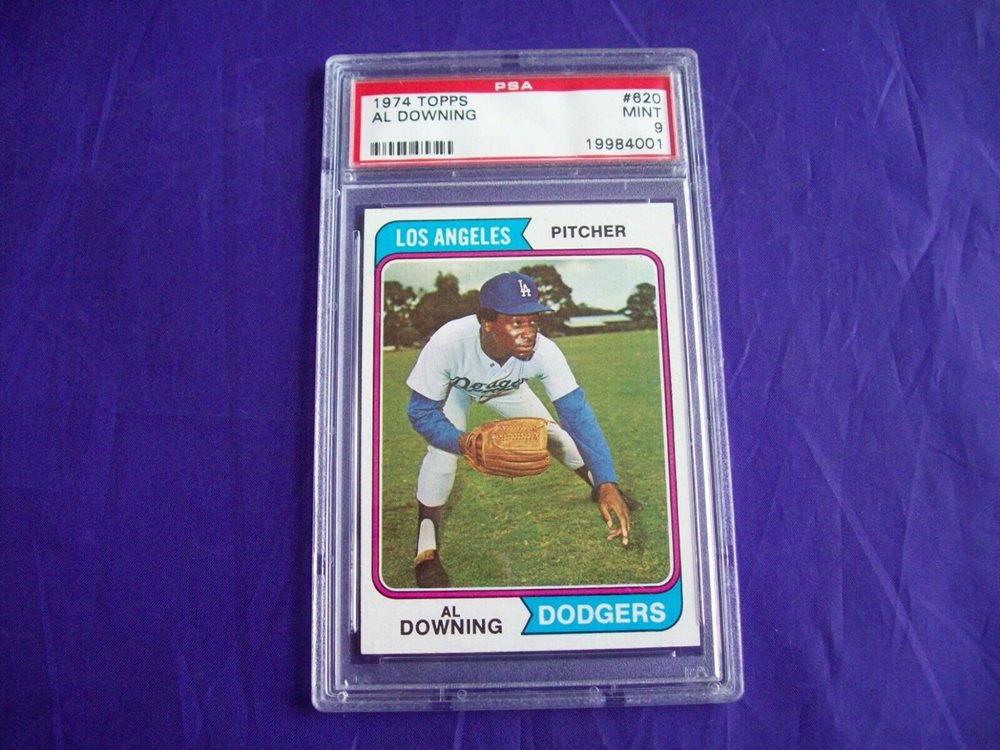 PSA
1974 TOPPS #620
AL DOWNING MINT
9
19984001
LOS ANGELES PITCHER
LA
Dodgers
AL
DOWNING DODGERS